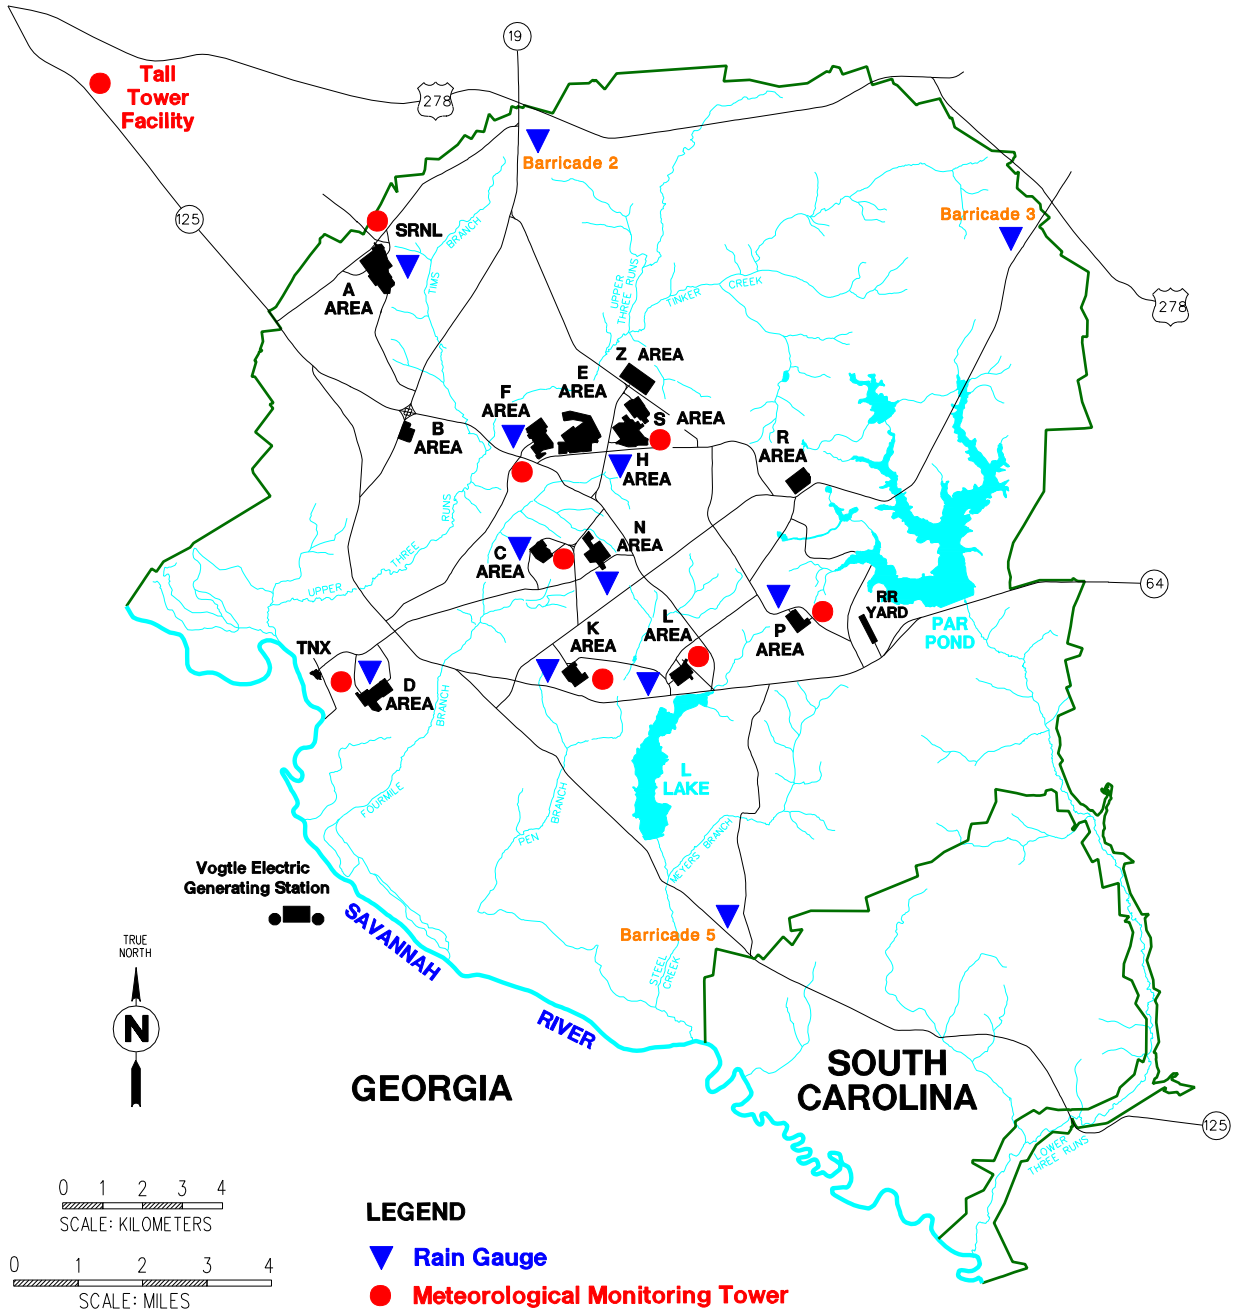 19
Tall
Tower
Facility
278
Barricade 2
125
SRNL
BRANCH
TIMS
A
AREA
Barricade 3
UPPER
THREE RUNS
TINKER
CREEK
278
Z AREA
E
AREA
F
AREA
S AREA
B
AREA
H
AREA
R
AREA
UPPER
THREE
RUNS
N
AREA
C
AREA
64
RR
YARD
PAR
POND
P
AREA
L
AREA
K
AREA
TNX
D
AREA
BRANCH
FOURMILE
PEN
BRANCH
L
LAKE
MEYERS BRANCH
Vogtle Electric
Generating Station
SAVANNAH
RIVER
Barricade 5
STEEL
CREEK
TRUE
NORTH
N
GEORGIA
SOUTH
CAROLINA
125
LOWER
THREE RUNS
0 1 2 3 4
SCALE: KILOMETERS
0 1 2 3 4
SCALE: MILES
LEGEND
Rain Gauge
Meteorological Monitoring Tower